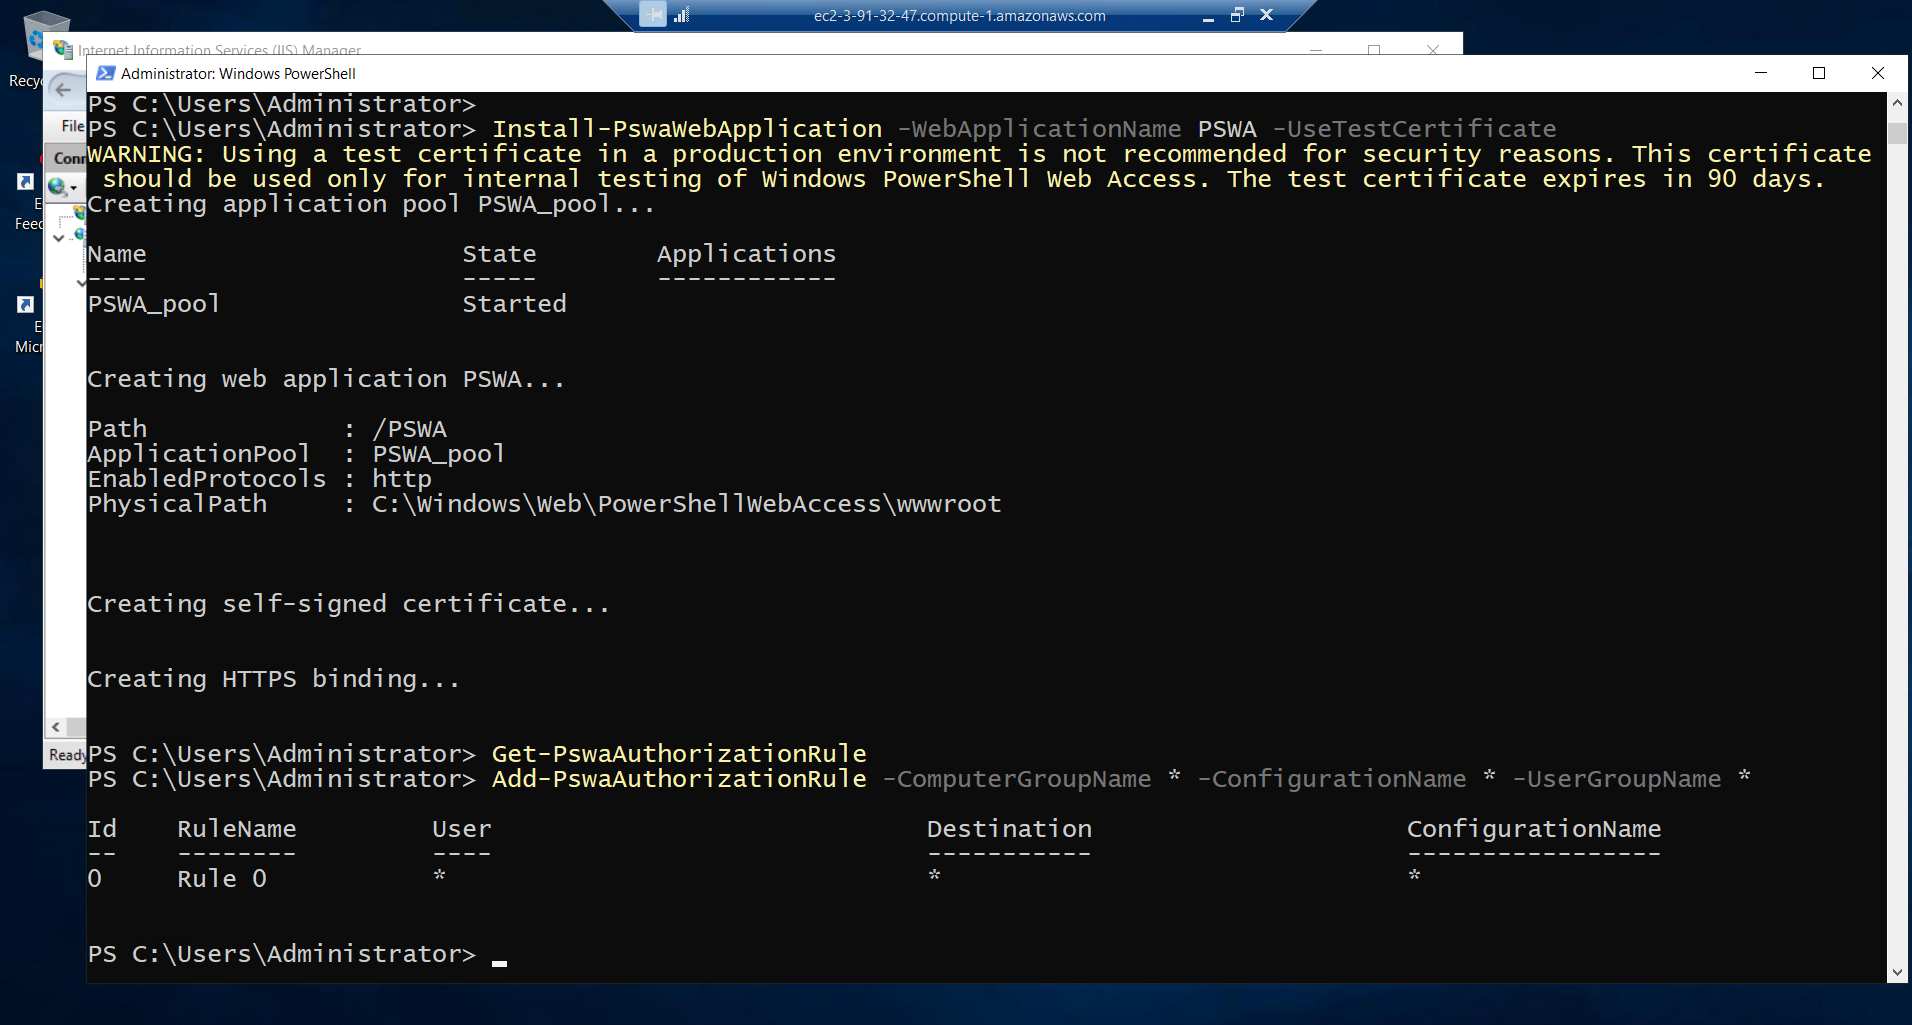 ec2-3-91-32-47.compute-1.amazonaws.com
Internet Information Services (IIS) Manager
Administrator: Windows PowerShell
File
PS C:\Users\Administrator>
PS C:\Users\Administrator> Install-PswaWebApplication -WebApplicationName PSWA -UseTestCertificate
WARNING: Using a test certificate in a production environment is not recommended for security reasons. This certificate
should be used only for internal testing of Windows PowerShell Web Access. The test certificate expires in 90 days.
Creating application pool PSWA_pool...
Name State Applications
---- ----- ------------
PSWA_pool Started
Creating web application PSWA...
Path : /PSWA
ApplicationPool : PSWA_pool
EnabledProtocols : http
PhysicalPath : C:\Windows\Web\PowerShellWebAccess\wwwroot
Creating self-signed certificate...
Creating HTTPS binding...
Ready
PS C:\Users\Administrator> Get-PswaAuthorizationRule
PS C:\Users\Administrator> Add-PswaAuthorizationRule -ComputerGroupName * -ConfigurationName * -UserGroupName *
Id RuleName User Destination ConfigurationName
-- -------- ---- ----------- -----------------
0 Rule 0 * * *
PS C:\Users\Administrator>